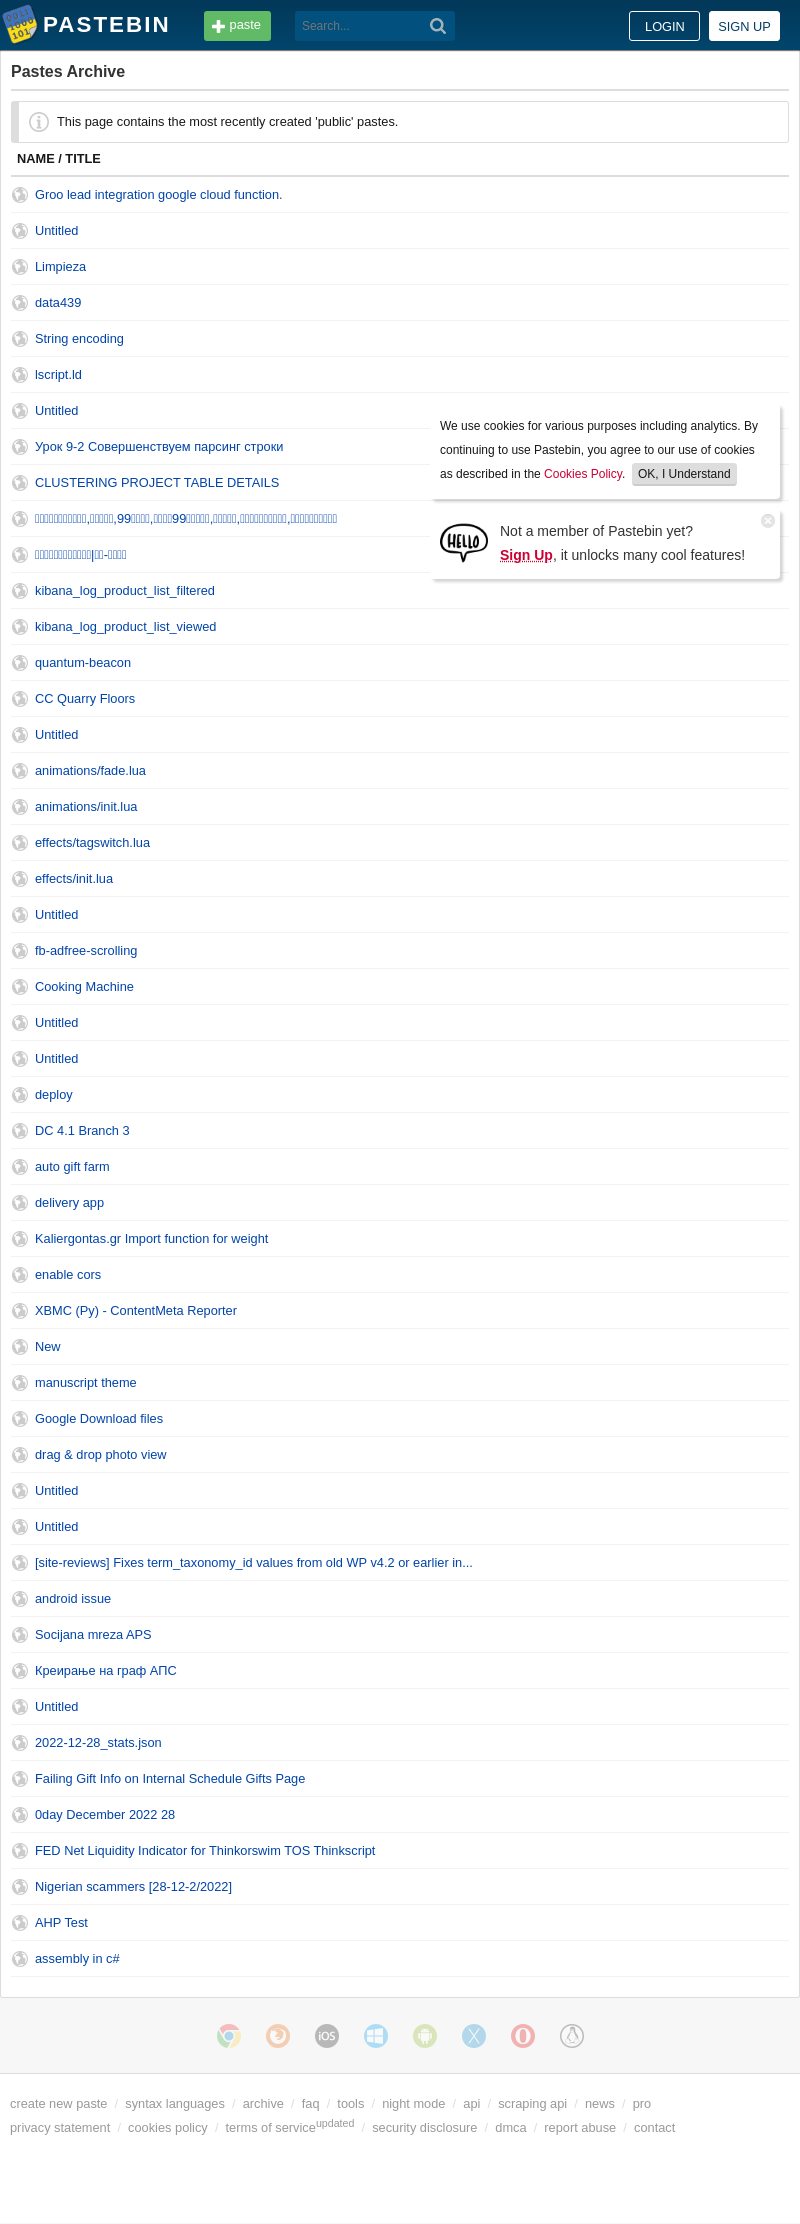 PASTEBIN
paste
Search...
LOGIN
SIGN UP
Pastes Archive
This page contains the most recently created 'public' pastes.
NAME / TITLE
Groo lead integration google cloud function.
Untitled
Limpieza
data439
String encoding
lscript.ld
Untitled
Урок 9-2 Совершенствуем парсинг строки
CLUSTERING PROJECT TABLE DETAILS
kibana_log_product_list_filtered
kibana_log_product_list_viewed
quantum-beacon
CC Quarry Floors
Untitled
animations/fade.lua
animations/init.lua
effects/tagswitch.lua
effects/init.lua
Untitled
fb-adfree-scrolling
Cooking Machine
Untitled
Untitled
deploy
DC 4.1 Branch 3
auto gift farm
delivery app
Kaliergontas.gr Import function for weight
enable cors
XBMC (Py) - ContentMeta Reporter
New
manuscript theme
Google Download files
drag & drop photo view
Untitled
Untitled
[site-reviews] Fixes term_taxonomy_id values from old WP v4.2 or earlier in...
android issue
Socijana mreza APS
Креирање на граф АПС
Untitled
2022-12-28_stats.json
Failing Gift Info on Internal Schedule Gifts Page
0day December 2022 28
FED Net Liquidity Indicator for Thinkorswim TOS Thinkscript
Nigerian scammers [28-12-2/2022]
AHP Test
assembly in c#
We use cookies for various purposes including analytics. By
continuing to use Pastebin, you agree to our use of cookies
as described in the Cookies Policy. OK, I Understand
HELLO
Not a member of Pastebin yet?
Sign Up, it unlocks many cool features!
iOS
create new paste / syntax languages / archive / faq / tools / night mode / api / scraping api / news / pro
privacy statement / cookies policy / terms of serviceupdated / security disclosure / dmca / report abuse / contact